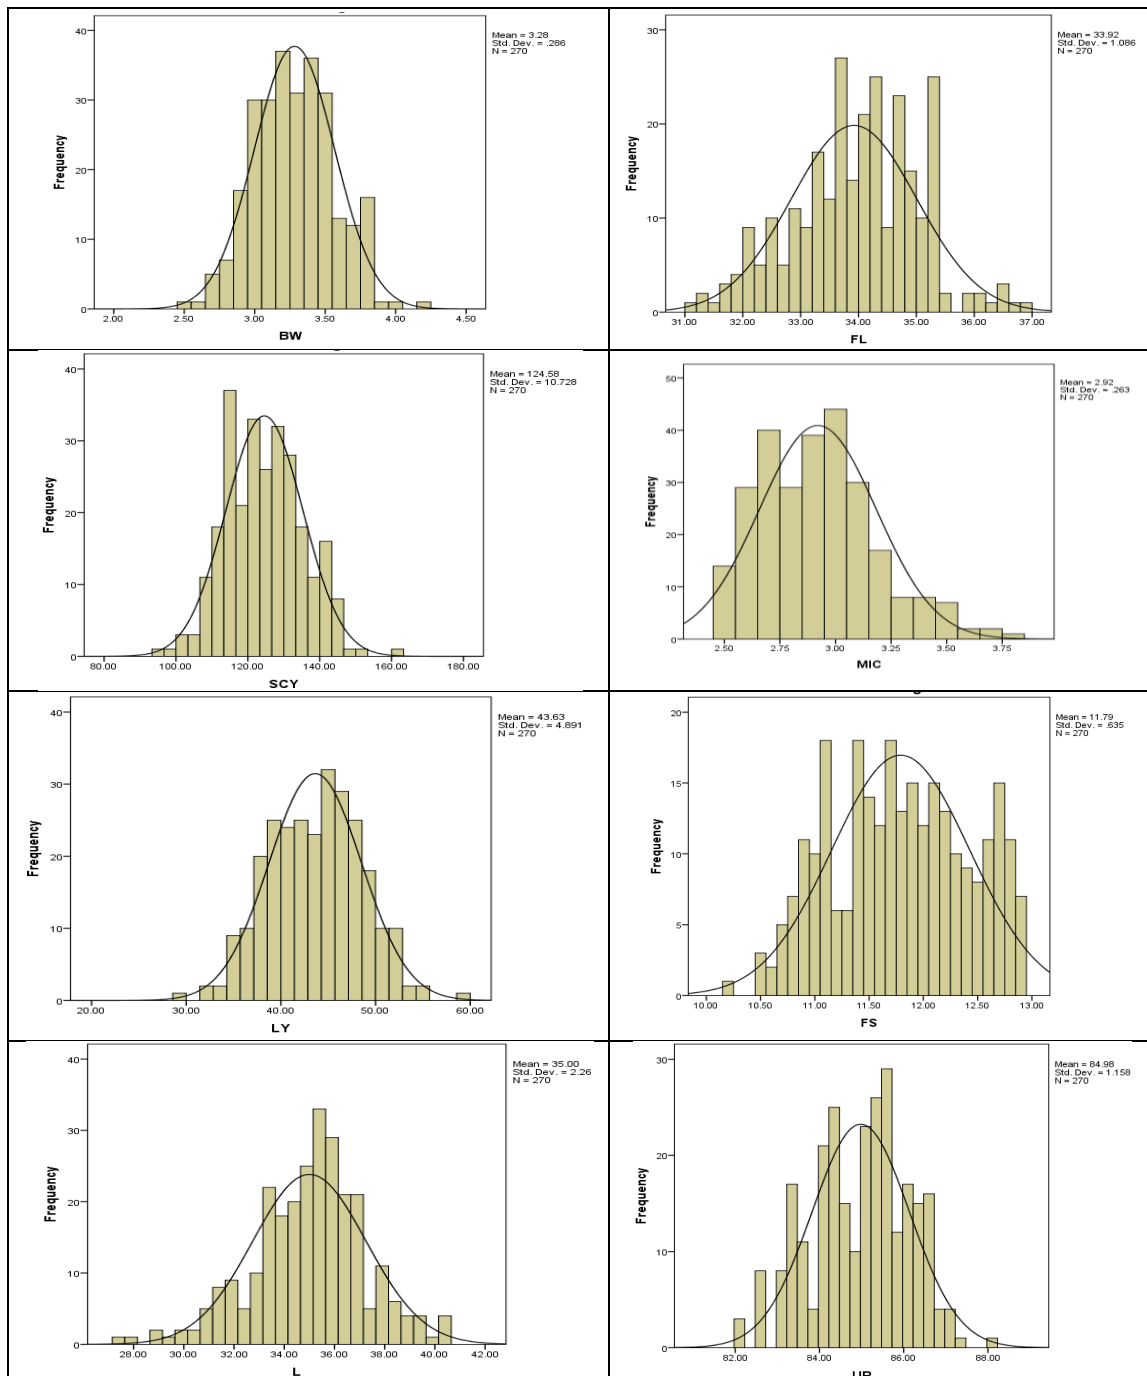 Mean = 3.28
Std. Dev. = .286
N = 270
40
30
20
10
0
Frequency
2.00 2.50 3.00 3.50 4.00 4.50
BW
Mean = 33.92
Std. Dev. = 1.086
N = 270
30
20
10
0
Frequency
31.00 32.00 33.00 34.00 35.00 36.00 37.00
FL
Mean = 124.58
Std. Dev. = 10.728
N = 270
40
30
20
10
0
Frequency
80.00 100.00 120.00 140.00 160.00 180.00
SCY
Mean = 2.92
Std. Dev. = .263
N = 270
50
40
30
20
10
0
Frequency
2.50 2.75 3.00 3.25 3.50 3.75
MIC
Mean = 43.63
Std. Dev. = 4.891
N = 270
40
30
20
10
0
Frequency
20.00 30.00 40.00 50.00 60.00
LY
Mean = 11.79
Std. Dev. = .635
N = 270
20
15
10
5
0
Frequency
10.00 10.50 11.00 11.50 12.00 12.50 13.00
FS
Mean = 35.00
Std. Dev. = 2.26
N = 270
40
30
20
10
0
Frequency
28.00 30.00 32.00 34.00 36.00 38.00 40.00 42.00
L
Mean = 84.98
Std. Dev. = 1.158
N = 270
30
20
10
0
Frequency
82.00 84.00 86.00 88.00